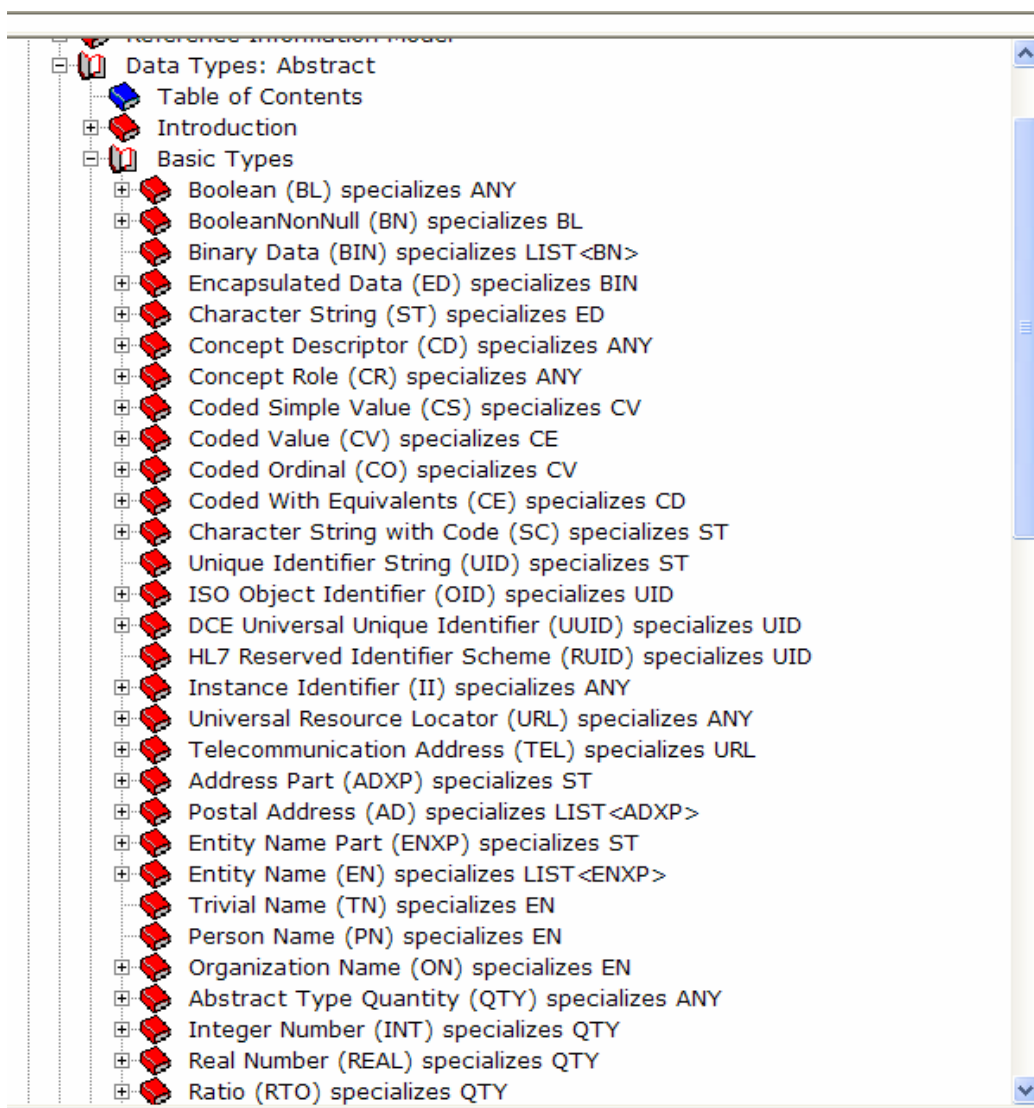 Reference Information Model
Data Types: Abstract
Table of Contents
Introduction
Basic Types
Boolean (BL) specializes ANY
BooleanNonNull (BN) specializes BL
Binary Data (BIN) specializes LIST<BN>
Encapsulated Data (ED) specializes BIN
Character String (ST) specializes ED
Concept Descriptor (CD) specializes ANY
Concept Role (CR) specializes ANY
Coded Simple Value (CS) specializes CV
Coded Value (CV) specializes CE
Coded Ordinal (CO) specializes CV
Coded With Equivalents (CE) specializes CD
Character String with Code (SC) specializes ST
Unique Identifier String (UID) specializes ST
ISO Object Identifier (OID) specializes UID
DCE Universal Unique Identifier (UUID) specializes UID
HL7 Reserved Identifier Scheme (RUID) specializes UID
Instance Identifier (II) specializes ANY
Universal Resource Locator (URL) specializes ANY
Telecommunication Address (TEL) specializes URL
Address Part (ADXP) specializes ST
Postal Address (AD) specializes LIST<ADXP>
Entity Name Part (ENXP) specializes ST
Entity Name (EN) specializes LIST<ENXP>
Trivial Name (TN) specializes EN
Person Name (PN) specializes EN
Organization Name (ON) specializes EN
Abstract Type Quantity (QTY) specializes ANY
Integer Number (INT) specializes QTY
Real Number (REAL) specializes QTY
Ratio (RTO) specializes QTY